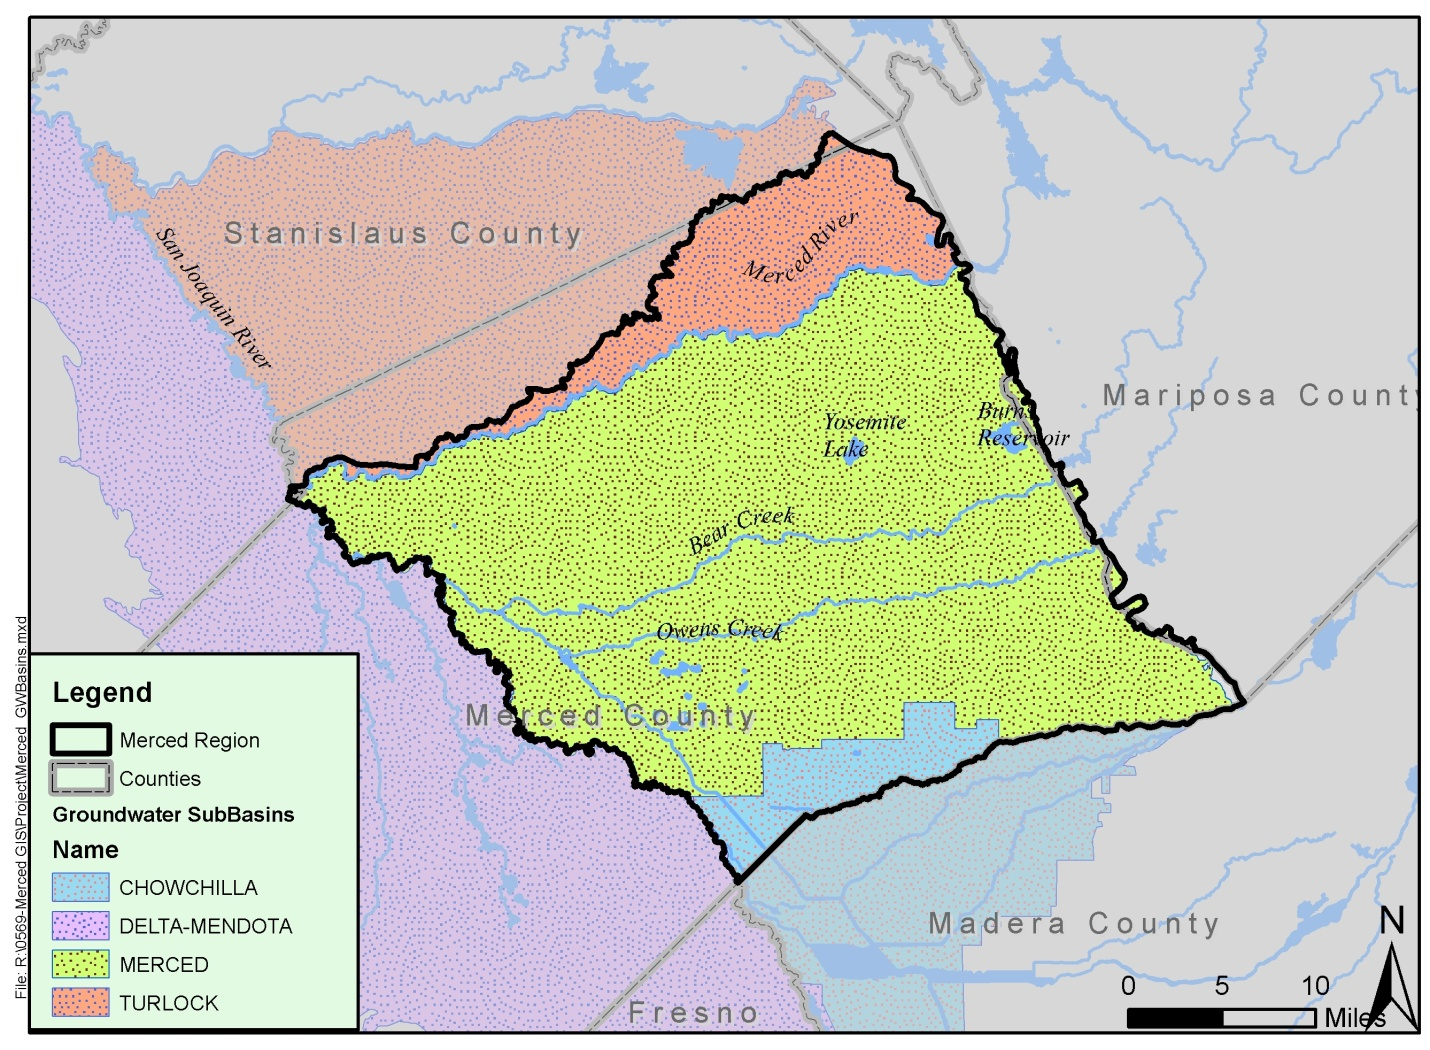 Stanislaus County
San Joaquin River
Merced River
Mariposa County
Yosemite
Lake
Burns
Reservoir
Bear Creek
Owens Creek
Merced County
Madera County
Fresno
File: R:\0569-Merced GIS\Project\Merced_GWBasins.mxd
Legend
Merced Region
Counties
Groundwater SubBasins
Name
CHOWCHILLA
DELTA-MENDOTA
MERCED
TURLOCK
N
0 5 10
Miles